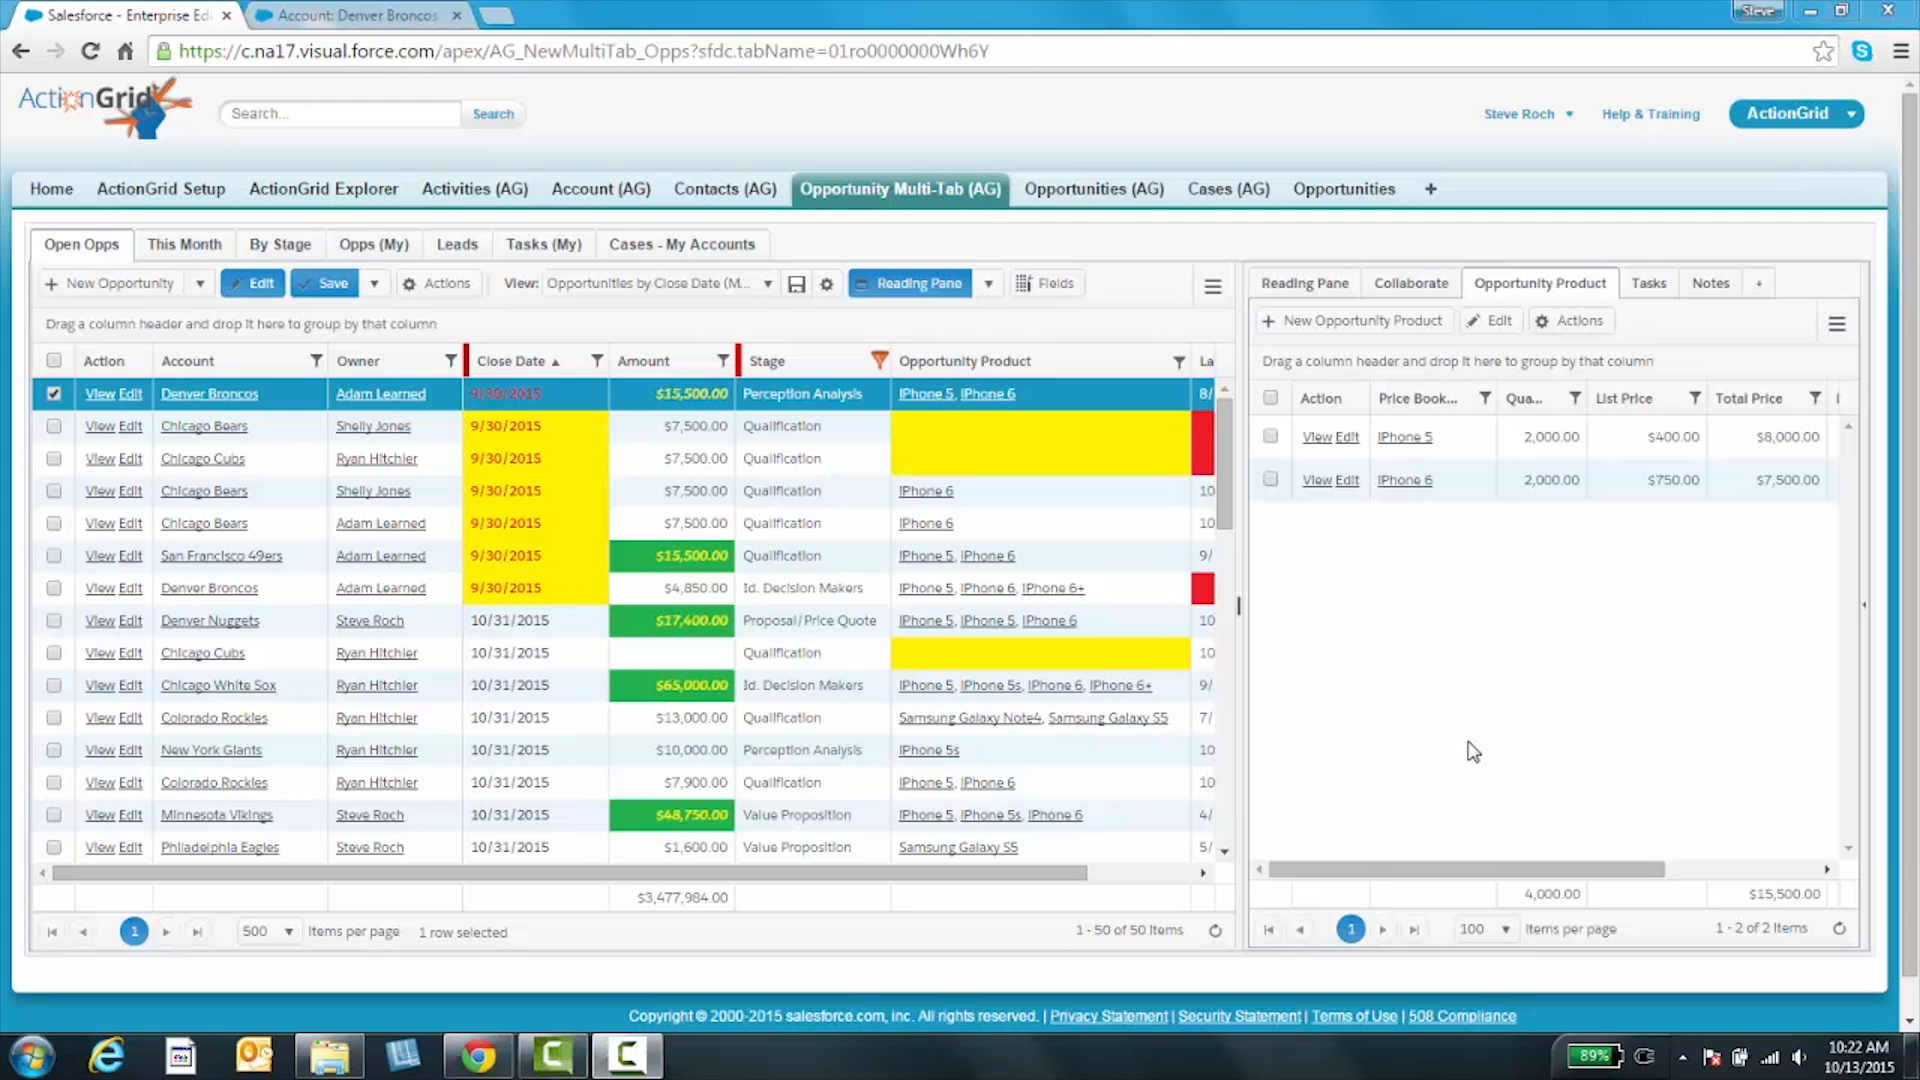 Salesforce - Enterprise Edi
Account: Denver Broncos
Steve
https://c.na17.visual.force.com/apex/AG_NewMultiTab_Opps?sfdc.tabName=01ro0000000Wh6Y
ActionGrid
Search...
Search
Steve Roch
Help & Training
ActionGrid
Home ActionGrid Setup ActionGrid Explorer Activities (AG) Account (AG) Contacts (AG) Opportunity Multi-Tab (AG) Opportunities (AG) Cases (AG) Opportunities +
Open Opps This Month By Stage Opps (My) Leads Tasks (My) Cases - My Accounts
+ New Opportunity Edit Save Actions View: Opportunities by Close Date (M... Reading Pane Fields
Drag a column header and drop it here to group by that column
Action Account Owner Close Date Amount Stage Opportunity Product La
View Edit Denver Broncos Adam Learned 9/30/2015 $15,500.00 Perception Analysis iPhone 5, iPhone 6 8/
View Edit Chicago Bears Shelly Jones 9/30/2015 $7,500.00 Qualification
View Edit Chicago Cubs Ryan Hitchler 9/30/2015 $7,500.00 Qualification
View Edit Chicago Bears Shelly Jones 9/30/2015 $7,500.00 Qualification iPhone 6 10
View Edit Chicago Bears Adam Learned 9/30/2015 $7,500.00 Qualification iPhone 6 10
View Edit San Francisco 49ers Adam Learned 9/30/2015 $15,500.00 Qualification iPhone 5, iPhone 6 9/
View Edit Denver Broncos Adam Learned 9/30/2015 $4,850.00 Id. Decision Makers iPhone 5, iPhone 6, iPhone 6+
View Edit Denver Nuggets Steve Roch 10/31/2015 $17,400.00 Proposal/Price Quote iPhone 5, iPhone 5, iPhone 6 10
View Edit Chicago Cubs Ryan Hitchler 10/31/2015 Qualification 10
View Edit Chicago White Sox Ryan Hitchler 10/31/2015 $65,000.00 Id. Decision Makers iPhone 5, iPhone 5s, iPhone 6, iPhone 6+ 9/
View Edit Colorado Rockies Ryan Hitchler 10/31/2015 $13,000.00 Qualification Samsung Galaxy Note4, Samsung Galaxy S5 7/
View Edit New York Giants Ryan Hitchler 10/31/2015 $10,000.00 Perception Analysis iPhone 5s 10
View Edit Colorado Rockies Ryan Hitchler 10/31/2015 $7,900.00 Qualification iPhone 5, iPhone 6 10
View Edit Minnesota Vikings Steve Roch 10/31/2015 $48,750.00 Value Proposition iPhone 5, iPhone 5s, iPhone 6 4/
View Edit Philadelphia Eagles Steve Roch 10/31/2015 $1,600.00 Value Proposition Samsung Galaxy S5 5/
$3,477,984.00
1 500 Items per page 1 row selected 1 - 50 of 50 Items
Reading Pane Collaborate Opportunity Product Tasks Notes +
+ New Opportunity Product Edit Actions
Drag a column header and drop it here to group by that column
Action Price Book... Qua... List Price Total Price
View Edit iPhone 5 2,000.00 $400.00 $8,000.00
View Edit iPhone 6 2,000.00 $750.00 $7,500.00
4,000.00 $15,500.00
1 100 Items per page 1 - 2 of 2 Items
Copyright © 2000-2015 salesforce.com, inc. All rights reserved. | Privacy Statement | Security Statement | Terms of Use | 508 Compliance
89%
10:22 AM
10/13/2015